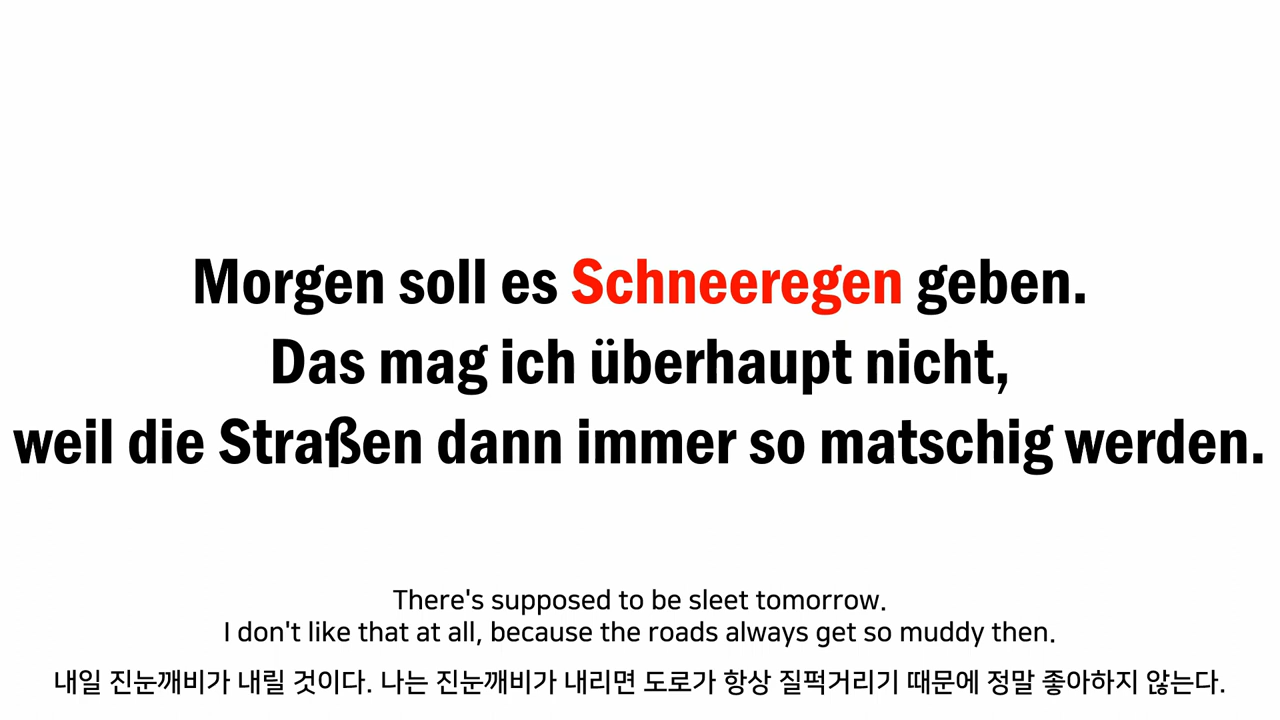 Morgen soll es Schneeregen geben.
Das mag ich überhaupt nicht,
weil die Straßen dann immer so matschig werden.
There's supposed to be sleet tomorrow.
I don't like that at all, because the roads always get so muddy then.
내일 진눈깨비가 내릴 것이다. 나는 진눈깨비가 내리면 도로가 항상 질퍽거리기 때문에 정말 좋아하지 않는다.